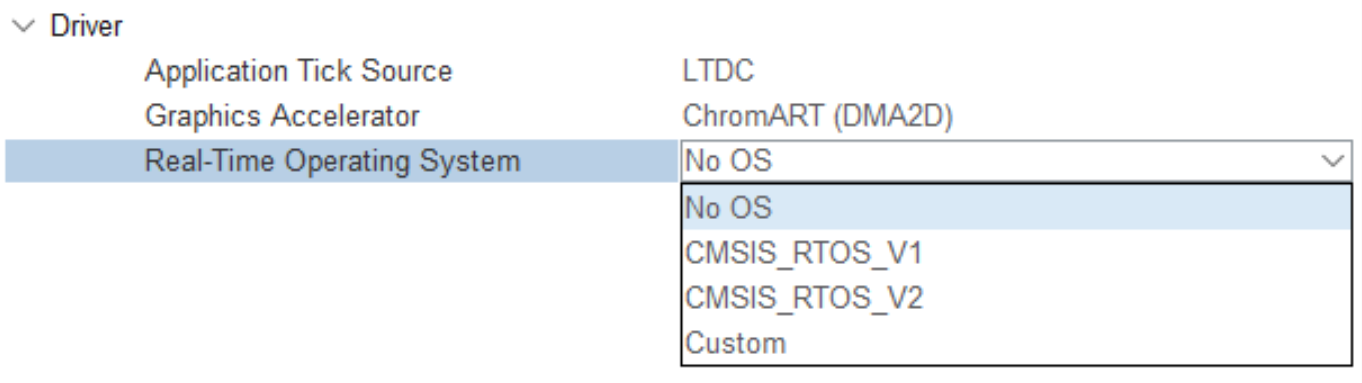 Driver
Application Tick Source LTDC
Graphics Accelerator ChromART (DMA2D)
Real-Time Operating System No OS
No OS
CMSIS_RTOS_V1
CMSIS_RTOS_V2
Custom